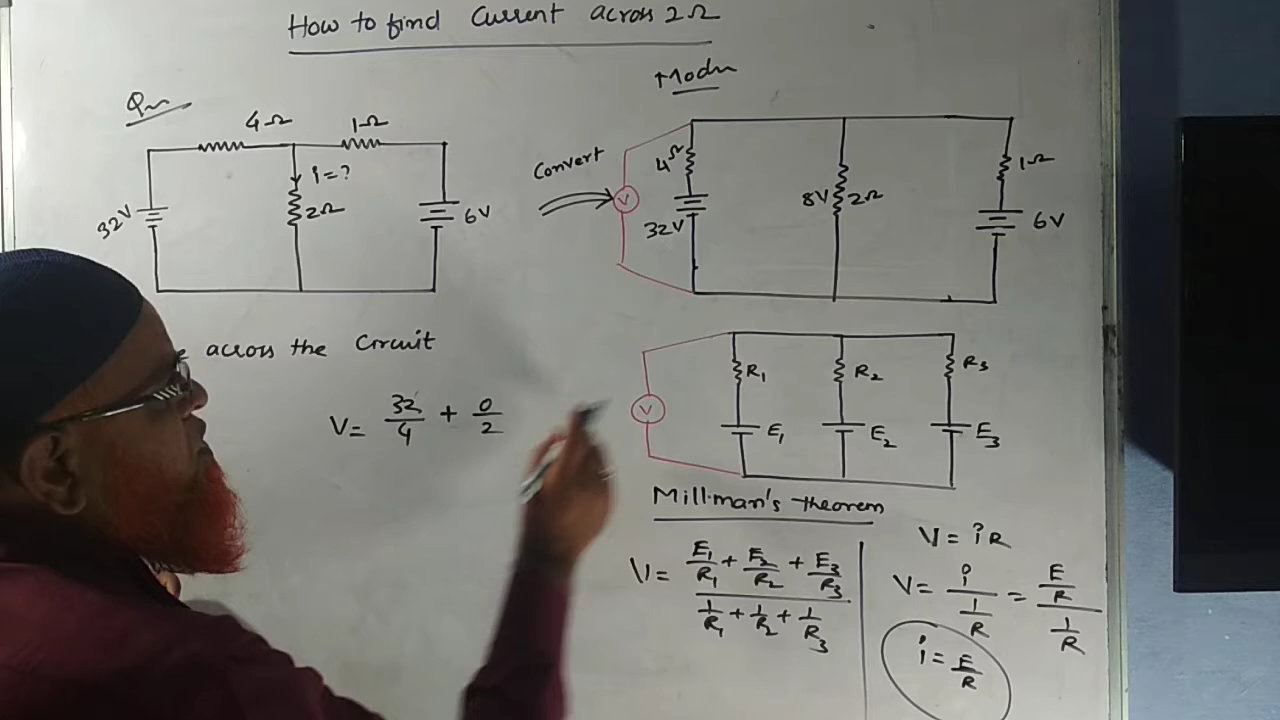 How to find Current across 2Ω
Qn
4Ω
1Ω
i = ?
32V
2Ω
6V
Convert
4Ω
V
32V
8V
2Ω
1Ω
6V
across the Circuit
V = 32/4 + 0/2
V
R1
R2
R3
E1
E2
E3
Millman's theorem
V = (E1/R1 + E2/R2 + E3/R3) / (1/R1 + 1/R2 + 1/R3)
V = iR
V = i / (1/R) = (E/R) / (1/R)
i = E/R